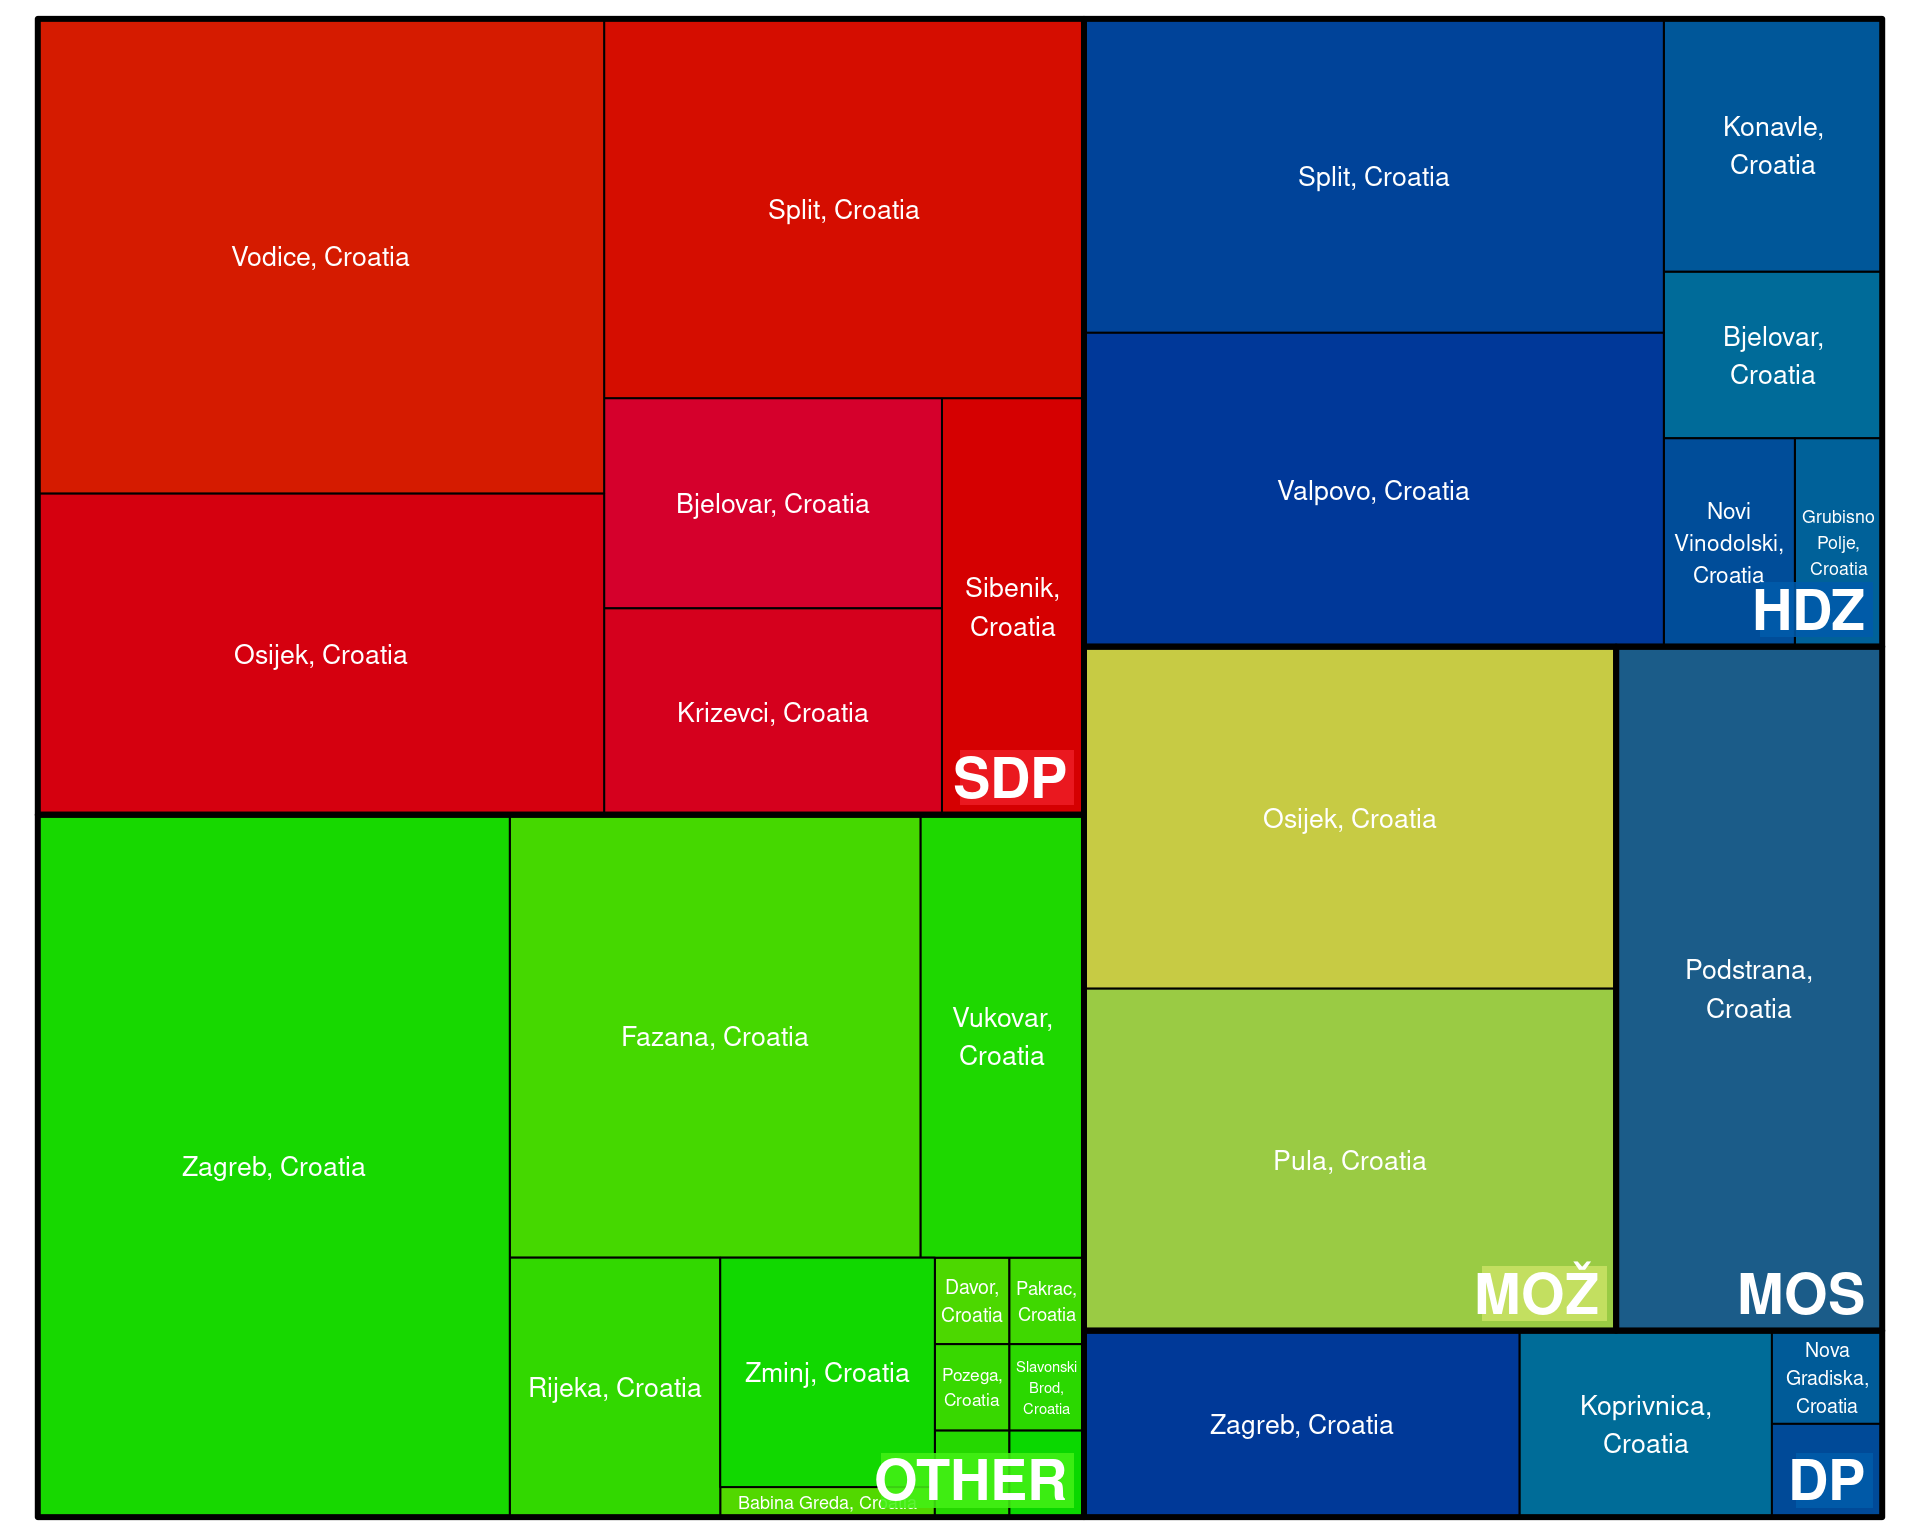 Vodice, Croatia
Split, Croatia
Osijek, Croatia
Bjelovar, Croatia
Krizevci, Croatia
Sibenik,
Croatia
SDP
Split, Croatia
Valpovo, Croatia
Konavle,
Croatia
Bjelovar,
Croatia
Novi
Vinodolski,
Croatia
Grubisno
Polje,
Croatia
HDZ
Zagreb, Croatia
Fazana, Croatia
Vukovar,
Croatia
Rijeka, Croatia
Zminj, Croatia
Babina Greda, Croatia
Davor,
Croatia
Pakrac,
Croatia
Pozega,
Croatia
Slavonski
Brod,
Croatia
OTHER
Osijek, Croatia
Pula, Croatia
MOŽ
Podstrana,
Croatia
MOS
Zagreb, Croatia
Koprivnica,
Croatia
Nova
Gradiska,
Croatia
DP